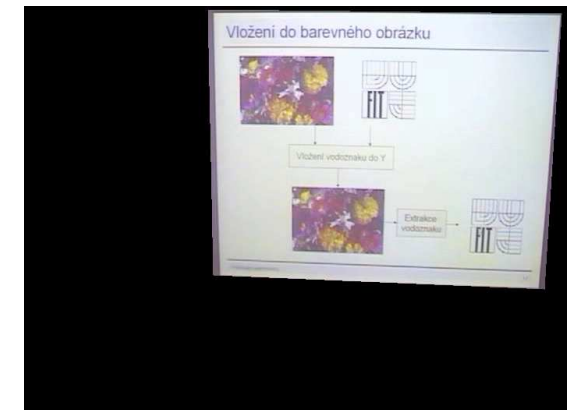 Vložení do barevného obrázku
FIT
Vložení vodoznaku do Y
Extrakce
vodoznaku
FIT